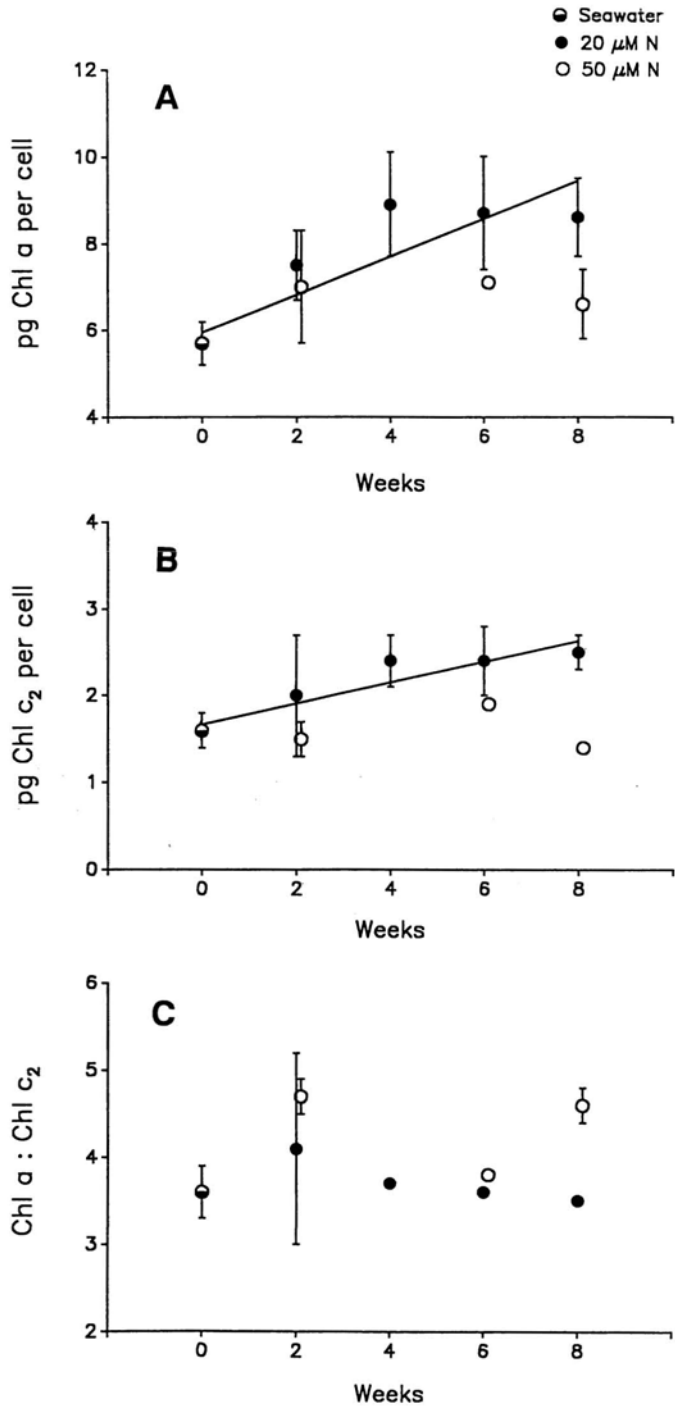 Seawater
20 μM N
50 μM N
A
pg Chl a per cell
12
10
8
6
4
0 2 4 6 8
Weeks
B
pg Chl c₂ per cell
4
3
2
1
0
0 2 4 6 8
Weeks
C
Chl a : Chl c₂
6
5
4
3
2
0 2 4 6 8
Weeks